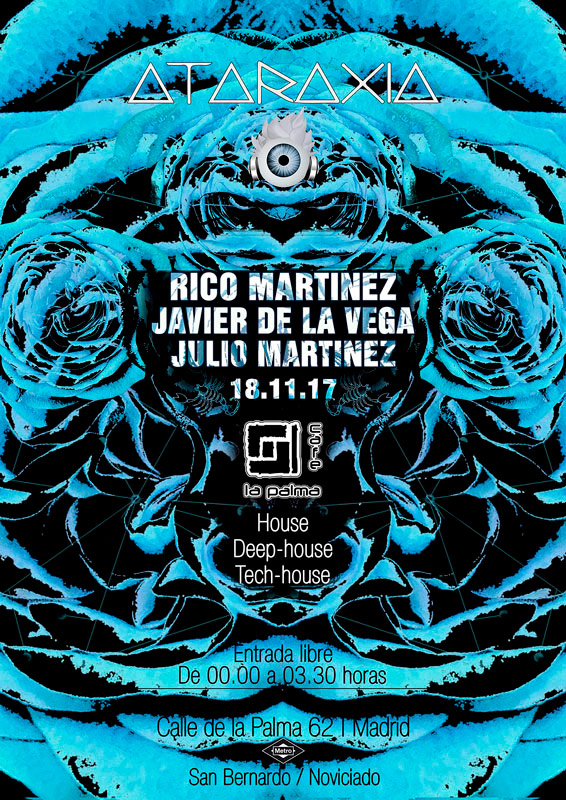 ATARAXIA
RICO MARTINEZ
JAVIER DE LA VEGA
JULIO MARTINEZ
18.11.17
café
la palma
House
Deep-house
Tech-house
Entrada libre
De 00.00 a 03.30 horas
Calle de la Palma 62 | Madrid
Metro
San Bernardo / Noviciado